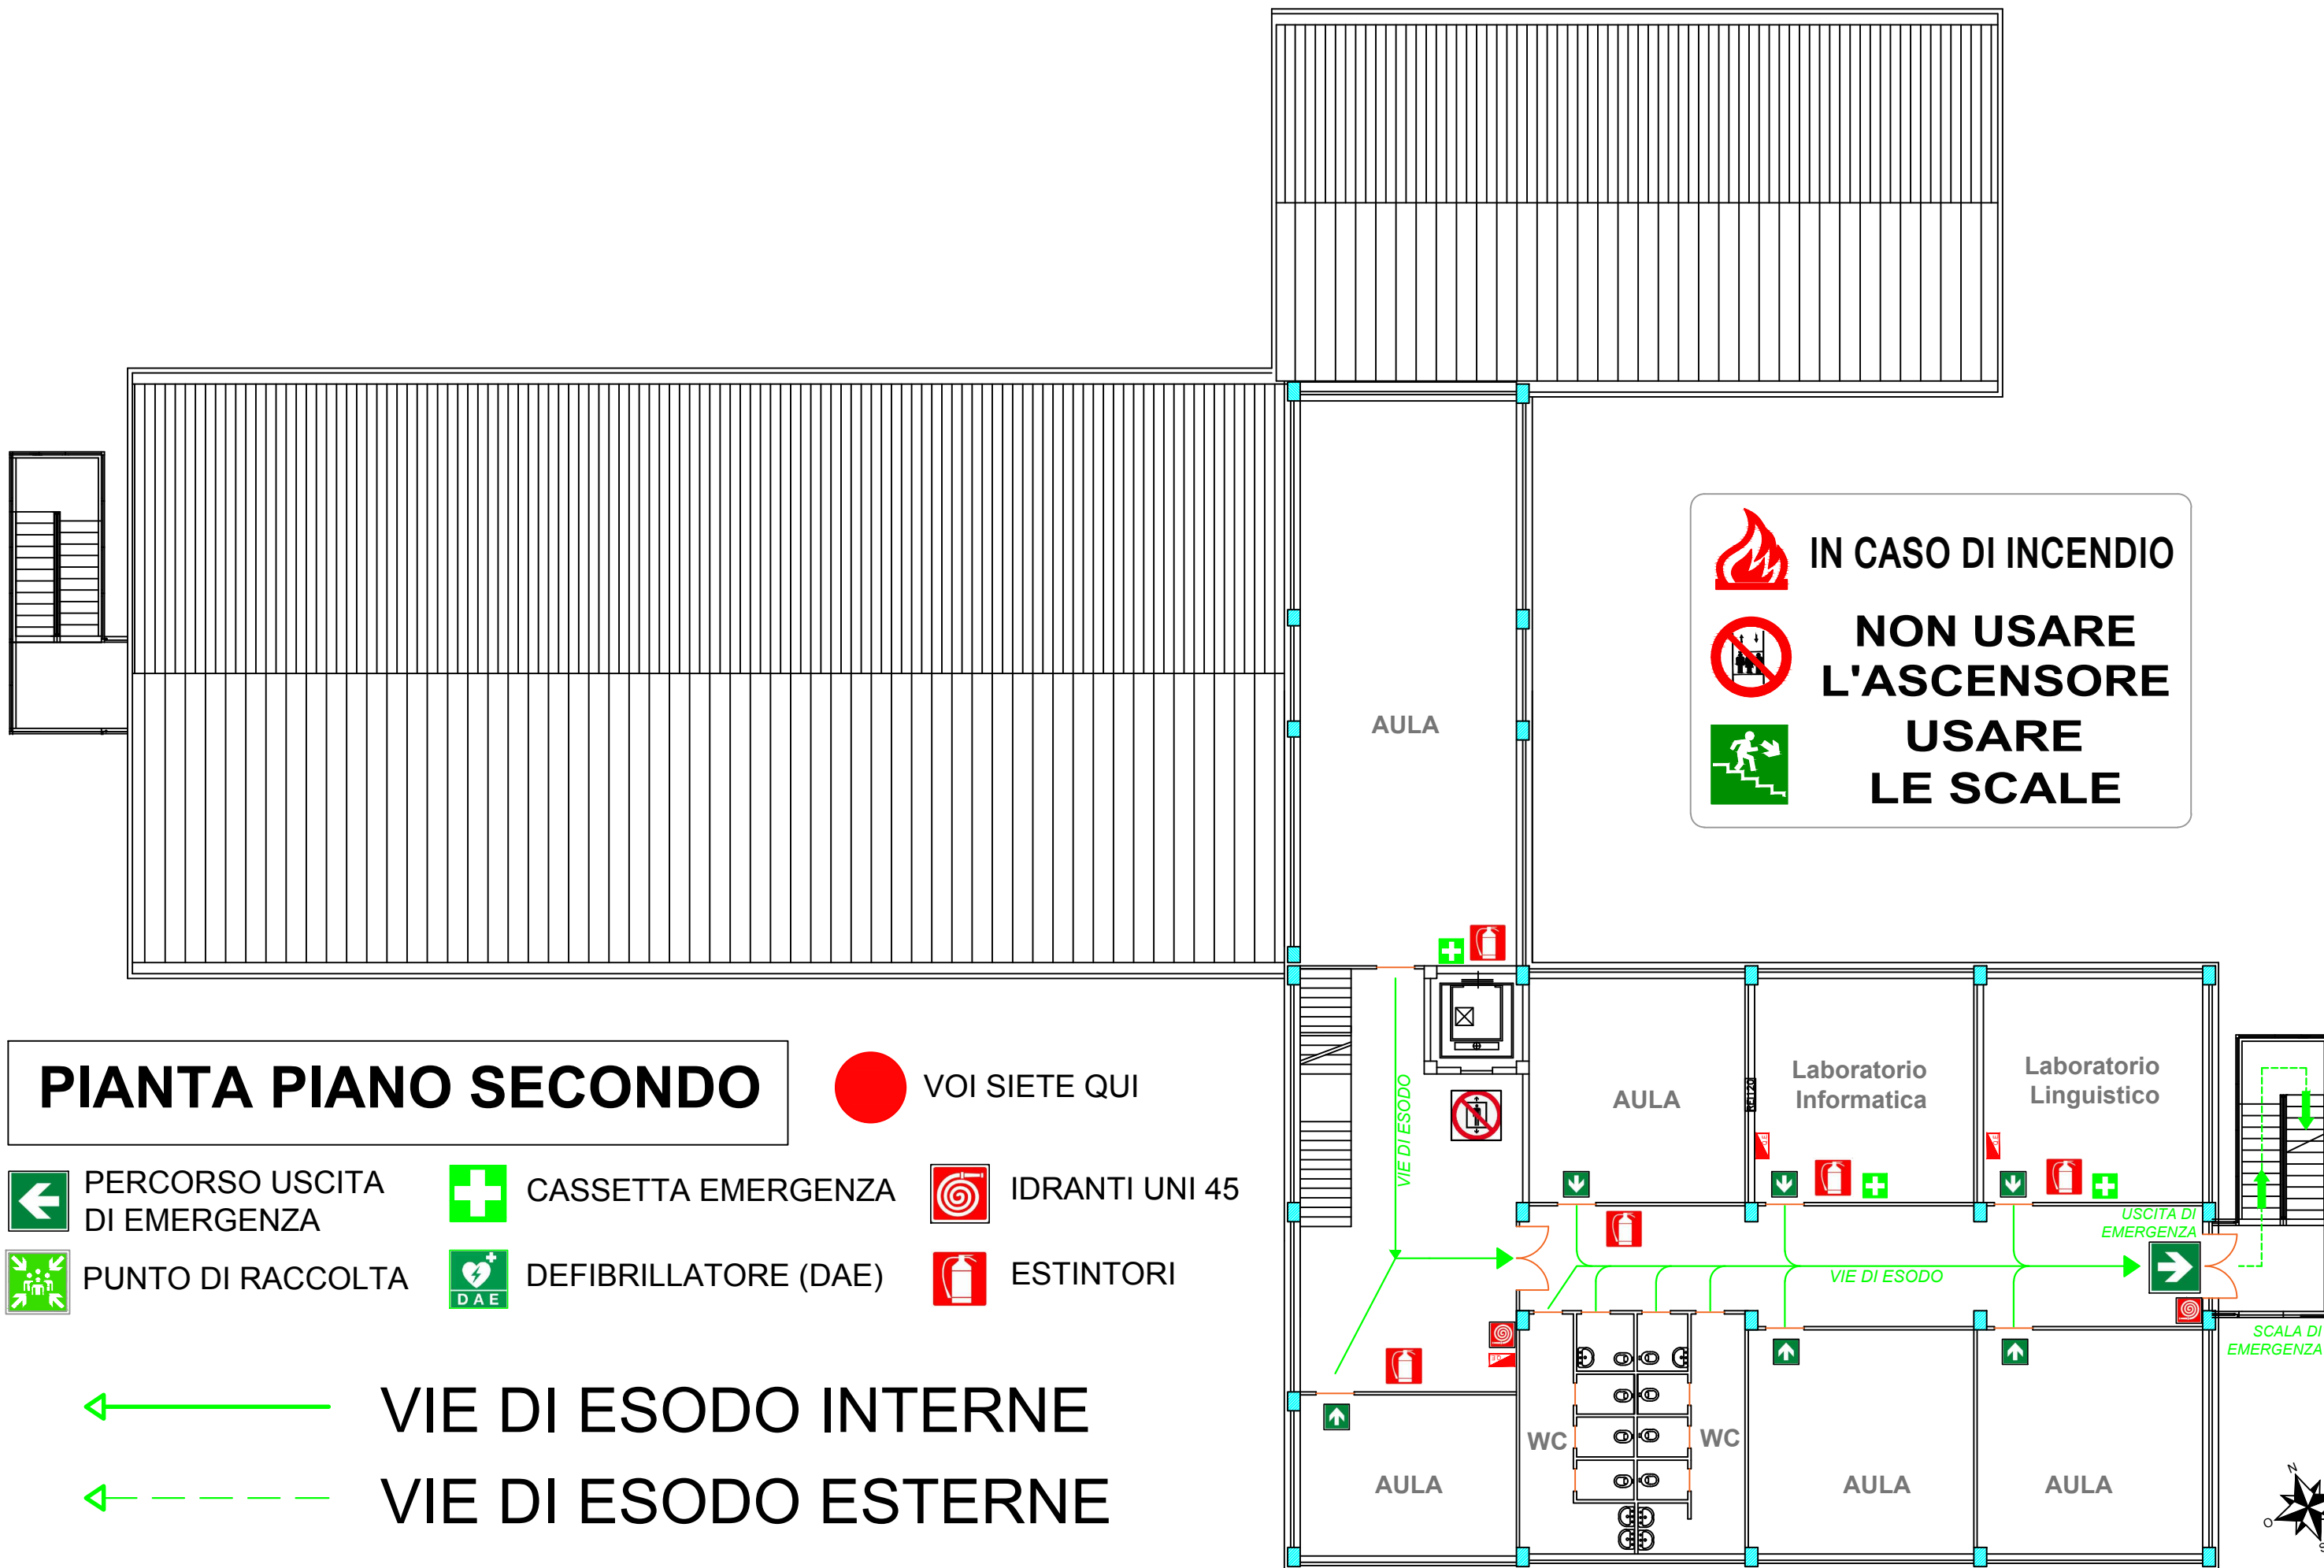 IN CASO DI INCENDIO
NON USARE
L'ASCENSORE
USARE
LE SCALE
AULA
PIANTA PIANO SECONDO
VOI SIETE QUI
PERCORSO USCITA
DI EMERGENZA
CASSETTA EMERGENZA
IDRANTI UNI 45
PUNTO DI RACCOLTA
DAE
DEFIBRILLATORE (DAE)
ESTINTORI
VIE DI ESODO INTERNE
VIE DI ESODO ESTERNE
VIE DI ESODO
AULA
REI120
Laboratorio
Informatica
Laboratorio
Linguistico
USCITA DI
EMERGENZA
VIE DI ESODO
SCALA DI
EMERGENZA
AULA
WC
WC
AULA
AULA
N
O